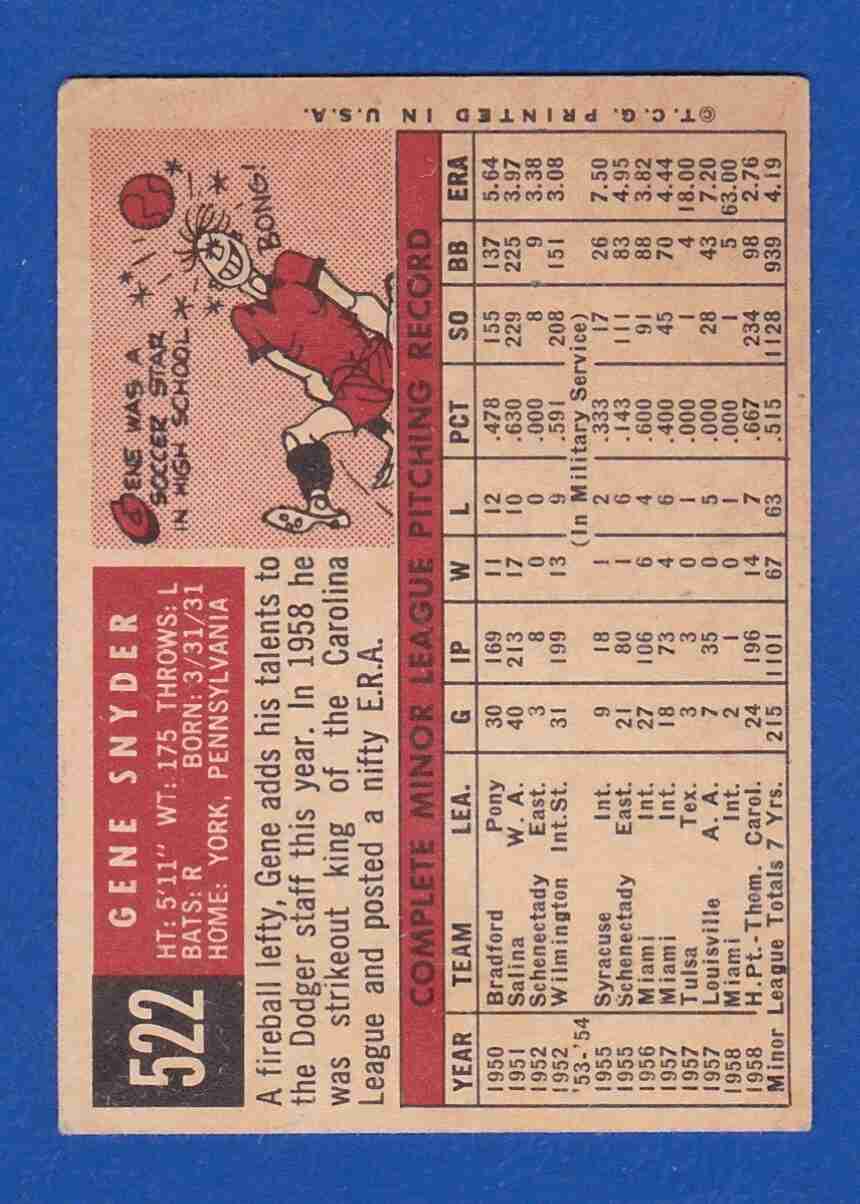 522
GENE SNYDER
HT: 5'11" WT: 175 THROWS: L
BATS: R BORN: 3/31/31
HOME: YORK, PENNSYLVANIA
GENE WAS A
SOCCER STAR
IN HIGH SCHOOL
BONG!
A fireball lefty, Gene adds his talents to
the Dodger staff this year. In 1958 he
was strikeout king of the Carolina
League and posted a nifty E.R.A.
COMPLETE MINOR LEAGUE PITCHING RECORD
YEAR TEAM LEA. G IP W L PCT SO BB ERA
1950 Bradford Pony 30 169 11 12 .478 155 137 5.64
1951 Salina W. A. 40 213 17 10 .630 229 225 3.97
1952 Schenectady East. 3 8 0 0 .000 8 9 3.38
1952 Wilmington Int.St. 31 199 13 9 .591 208 151 3.08
'53-'54 (In Military Service)
1955 Syracuse Int. 9 18 1 2 .333 17 26 7.50
1955 Schenectady East. 21 80 1 6 .143 111 83 4.95
1956 Miami Int. 27 106 6 4 .600 91 88 3.82
1957 Miami Int. 18 73 4 6 .400 45 70 4.44
1957 Tulsa Tex. 3 3 0 1 .000 1 4 18.00
1957 Louisville A. A. 7 35 0 5 .000 28 43 7.20
1958 Miami Int. 2 1 0 1 .000 1 5 63.00
1958 H.Pt.-Thom. Carol. 24 196 14 7 .667 234 98 2.76
Minor League Totals 7 Yrs. 215 1101 67 63 .515 1128 939 4.19
© T. C. G. PRINTED IN U.S.A.